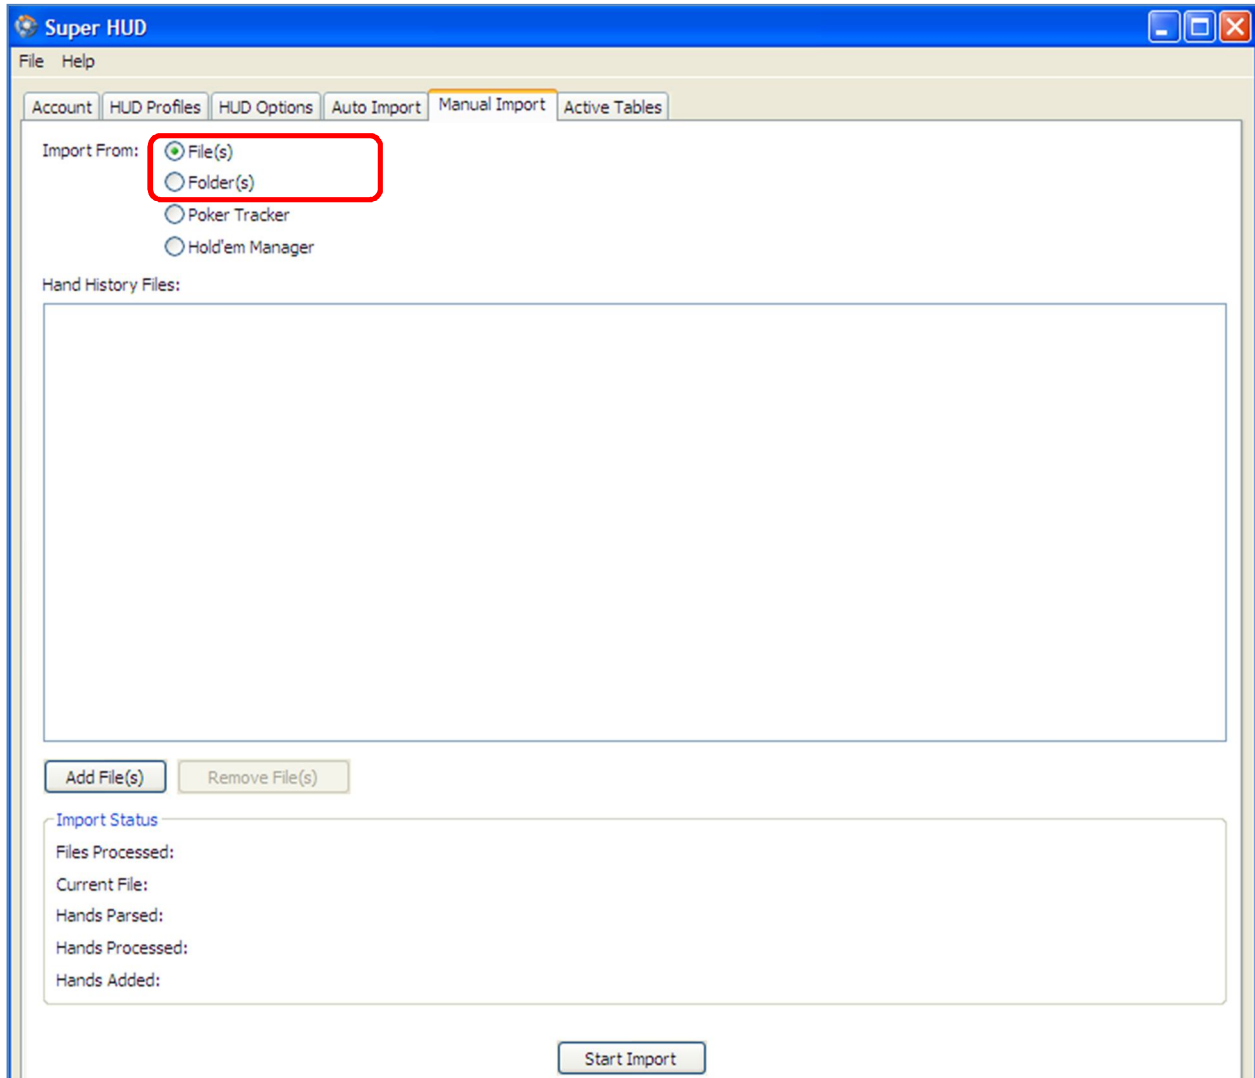 Super HUD
File Help
Account HUD Profiles HUD Options Auto Import Manual Import Active Tables
Import From: File(s)
Folder(s)
Poker Tracker
Hold'em Manager
Hand History Files:
Add File(s) Remove File(s)
Import Status
Files Processed:
Current File:
Hands Parsed:
Hands Processed:
Hands Added:
Start Import